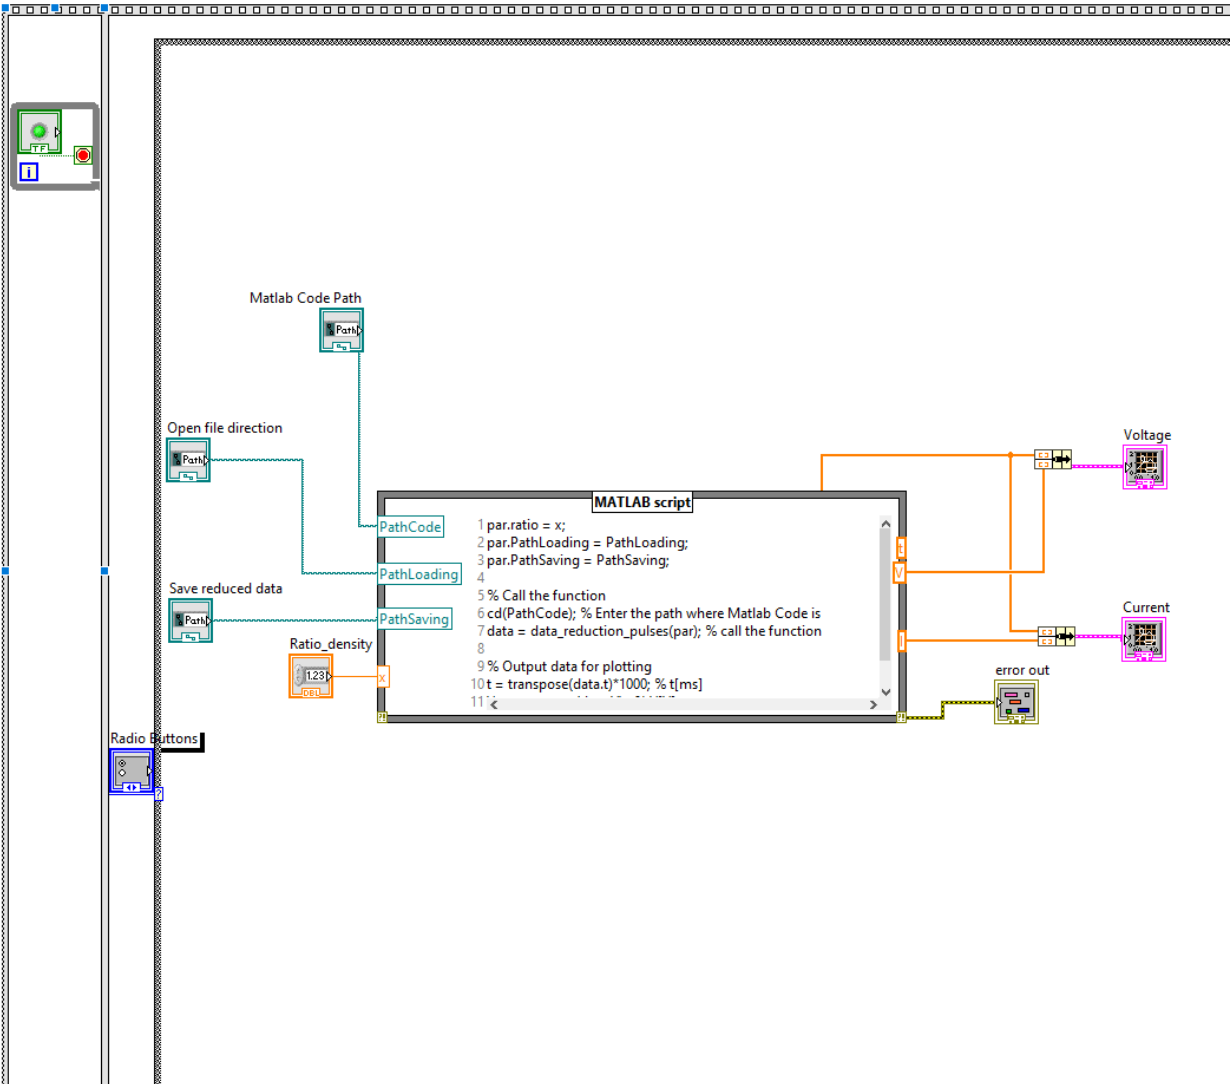 TF
i
Matlab Code Path
Path
Open file direction
Path
Voltage
MATLAB script
PathCode
1 par.ratio = x;
2 par.PathLoading = PathLoading;
3 par.PathSaving = PathSaving;
4
PathLoading
5 % Call the function
6 cd(PathCode); % Enter the path where Matlab Code is
7 data = data_reduction_pulses(par); % call the function
8
9 % Output data for plotting
10 t = transpose(data.t)*1000; % t[ms]
11
t
V
I
Save reduced data
Path
PathSaving
Ratio_density
1.23
DBL
x
Current
error out
Radio Buttons
?